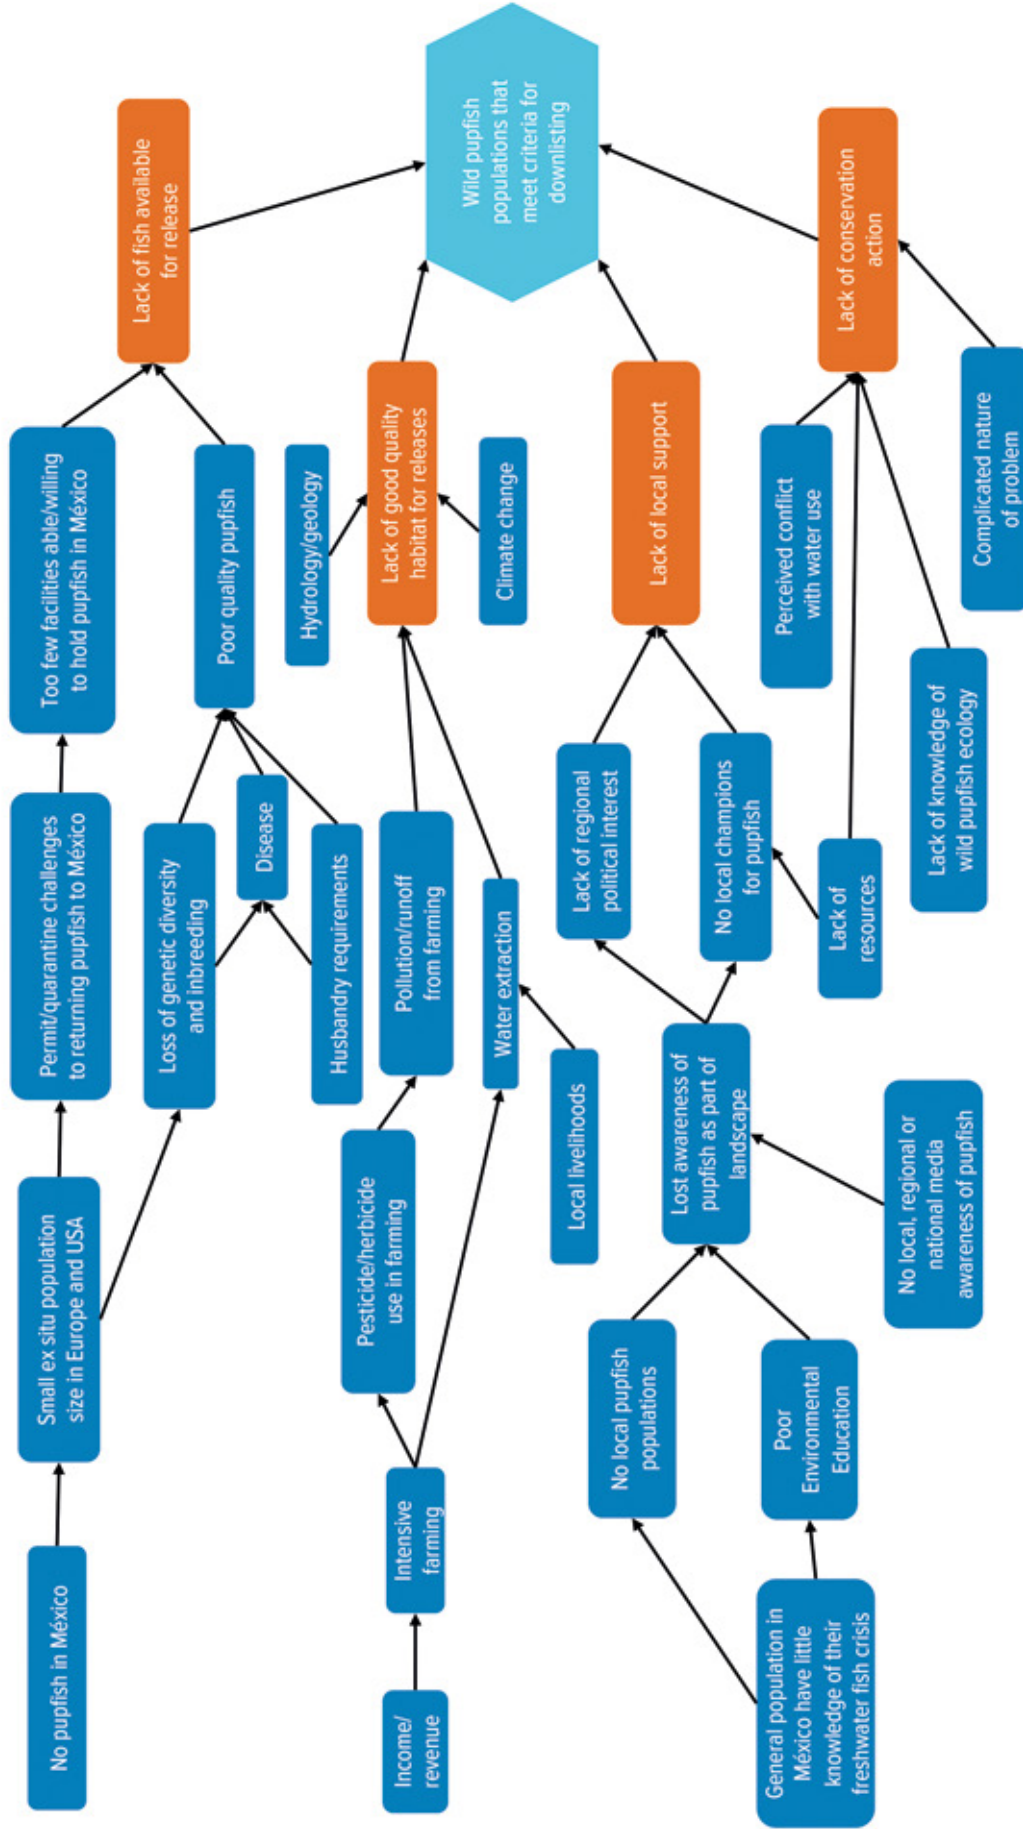 No pupfish in México
Small ex situ population
size in Europe and USA
Permit/quarantine challenges
to returning pupfish to México
Too few facilities able/willing
to hold pupfish in México
Lack of fish available
for release
Loss of genetic diversity
and inbreeding
Disease
Husbandry requirements
Poor quality pupfish
Income/
revenue
Intensive
farming
Pesticide/herbicide
use in farming
Pollution/runoff
from farming
Water extraction
Local livelihoods
Hydrology/geology
Lack of good quality
habitat for releases
Climate change
Wild pupfish
populations that
meet criteria for
downlisting
General population in
México have little
knowledge of their
freshwater fish crisis
No local pupfish
populations
Poor
Environmental
Education
Lost awareness of
pupfish as part of
landscape
No local, regional or
national media
awareness of pupfish
Lack of regional
political interest
No local champions
for pupfish
Lack of local support
Lack of
resources
Perceived conflict
with water use
Lack of knowledge of
wild pupfish ecology
Complicated nature
of problem
Lack of conservation
action